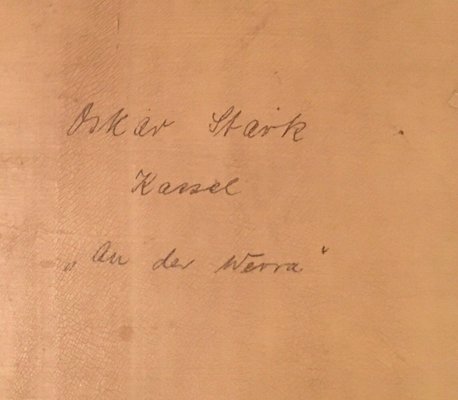 Oskar Stark
Kassel
„An der Werra“